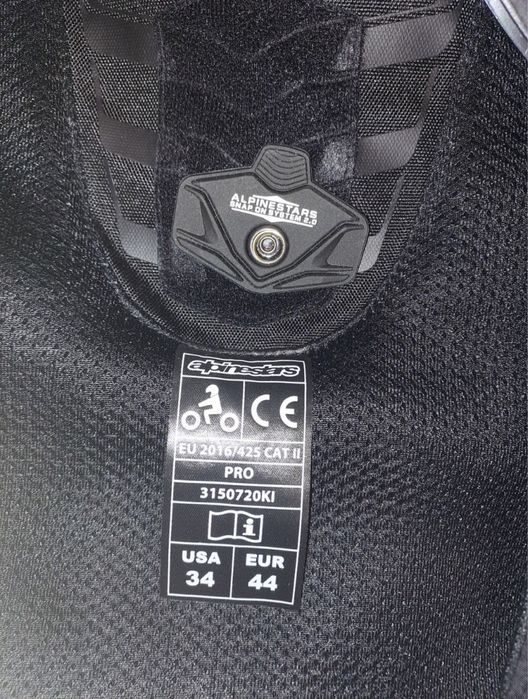 ALPINESTARS
SNAP ON SYSTEM 2.0
alpinestars
CE
EU 2016/425 CAT II
PRO
3150720KI
i
USA EUR
34 44